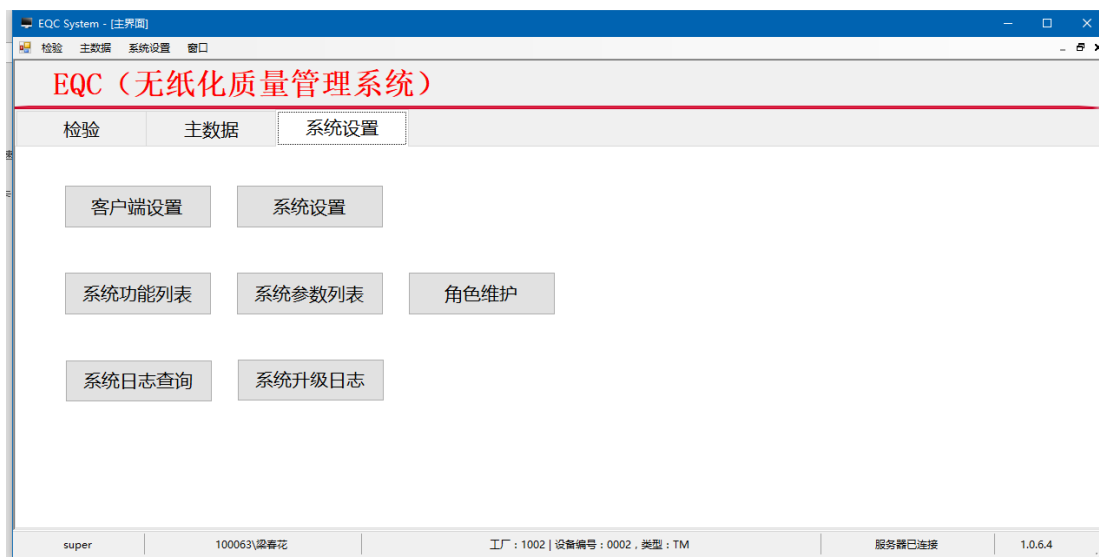 EQC System - [主界面]
检验 主数据 系统设置 窗口
EQC（无纸化质量管理系统）
检验 主数据 系统设置
客户端设置 系统设置
系统功能列表 系统参数列表 角色维护
系统日志查询 系统升级日志
super 100063\梁春花 工厂：1002 | 设备编号：0002，类型：TM 服务器已连接 1.0.6.4